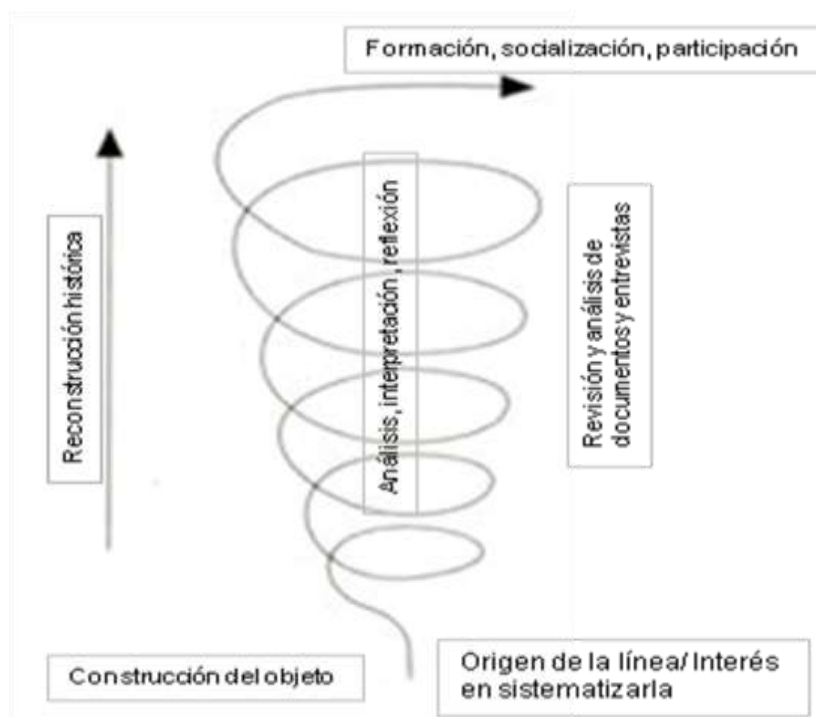 Formación, socialización, participación
Reconstrucción histórica
Análisis, interpretación, reflexión
Revisión y análisis de
documentos y entrevistas
Construcción del objeto
Origen de la línea/ Interés
en sistematizarla